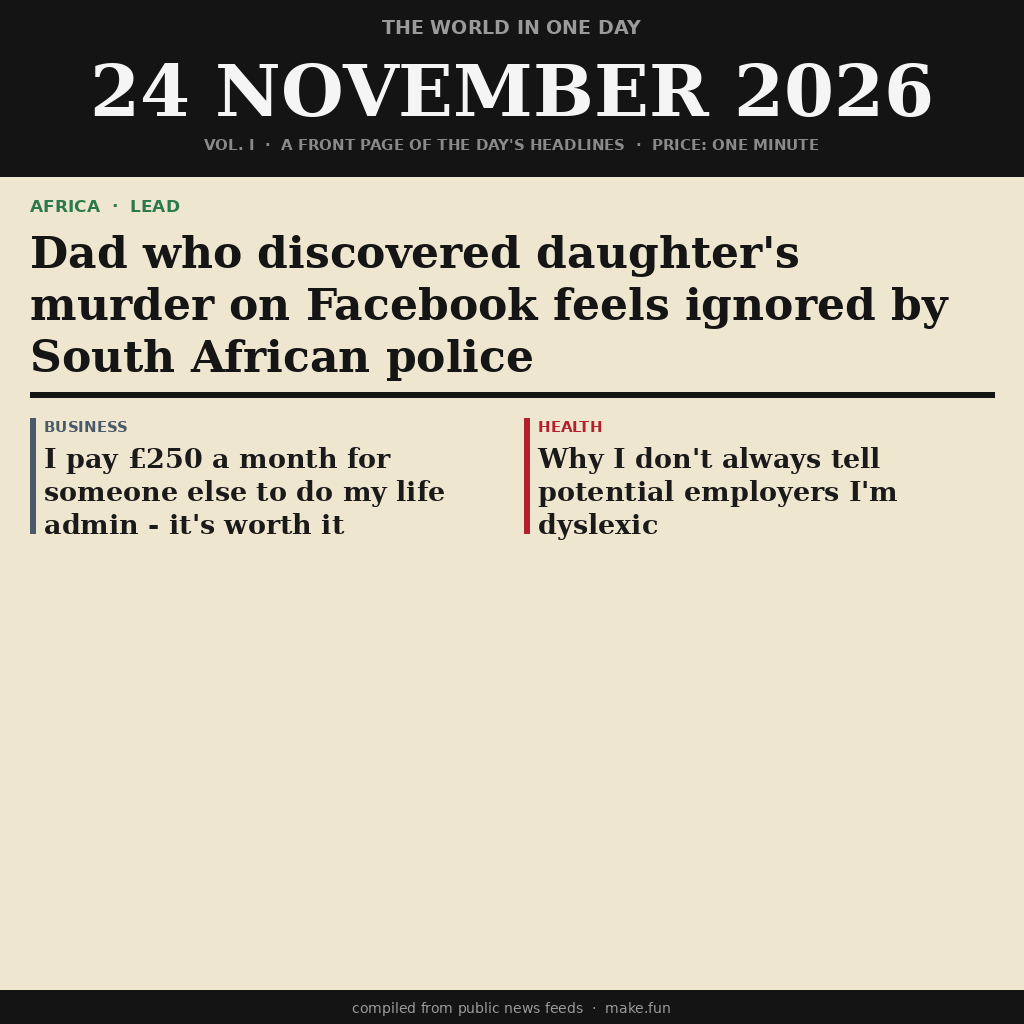 THE WORLD IN ONE DAY
24 NOVEMBER 2026
VOL. I · A FRONT PAGE OF THE DAY'S HEADLINES · PRICE: ONE MINUTE
AFRICA · LEAD
Dad who discovered daughter's
murder on Facebook feels ignored by
South African police
BUSINESS
I pay £250 a month for
someone else to do my life
admin - it's worth it
HEALTH
Why I don't always tell
potential employers I'm
dyslexic
compiled from public news feeds · make.fun